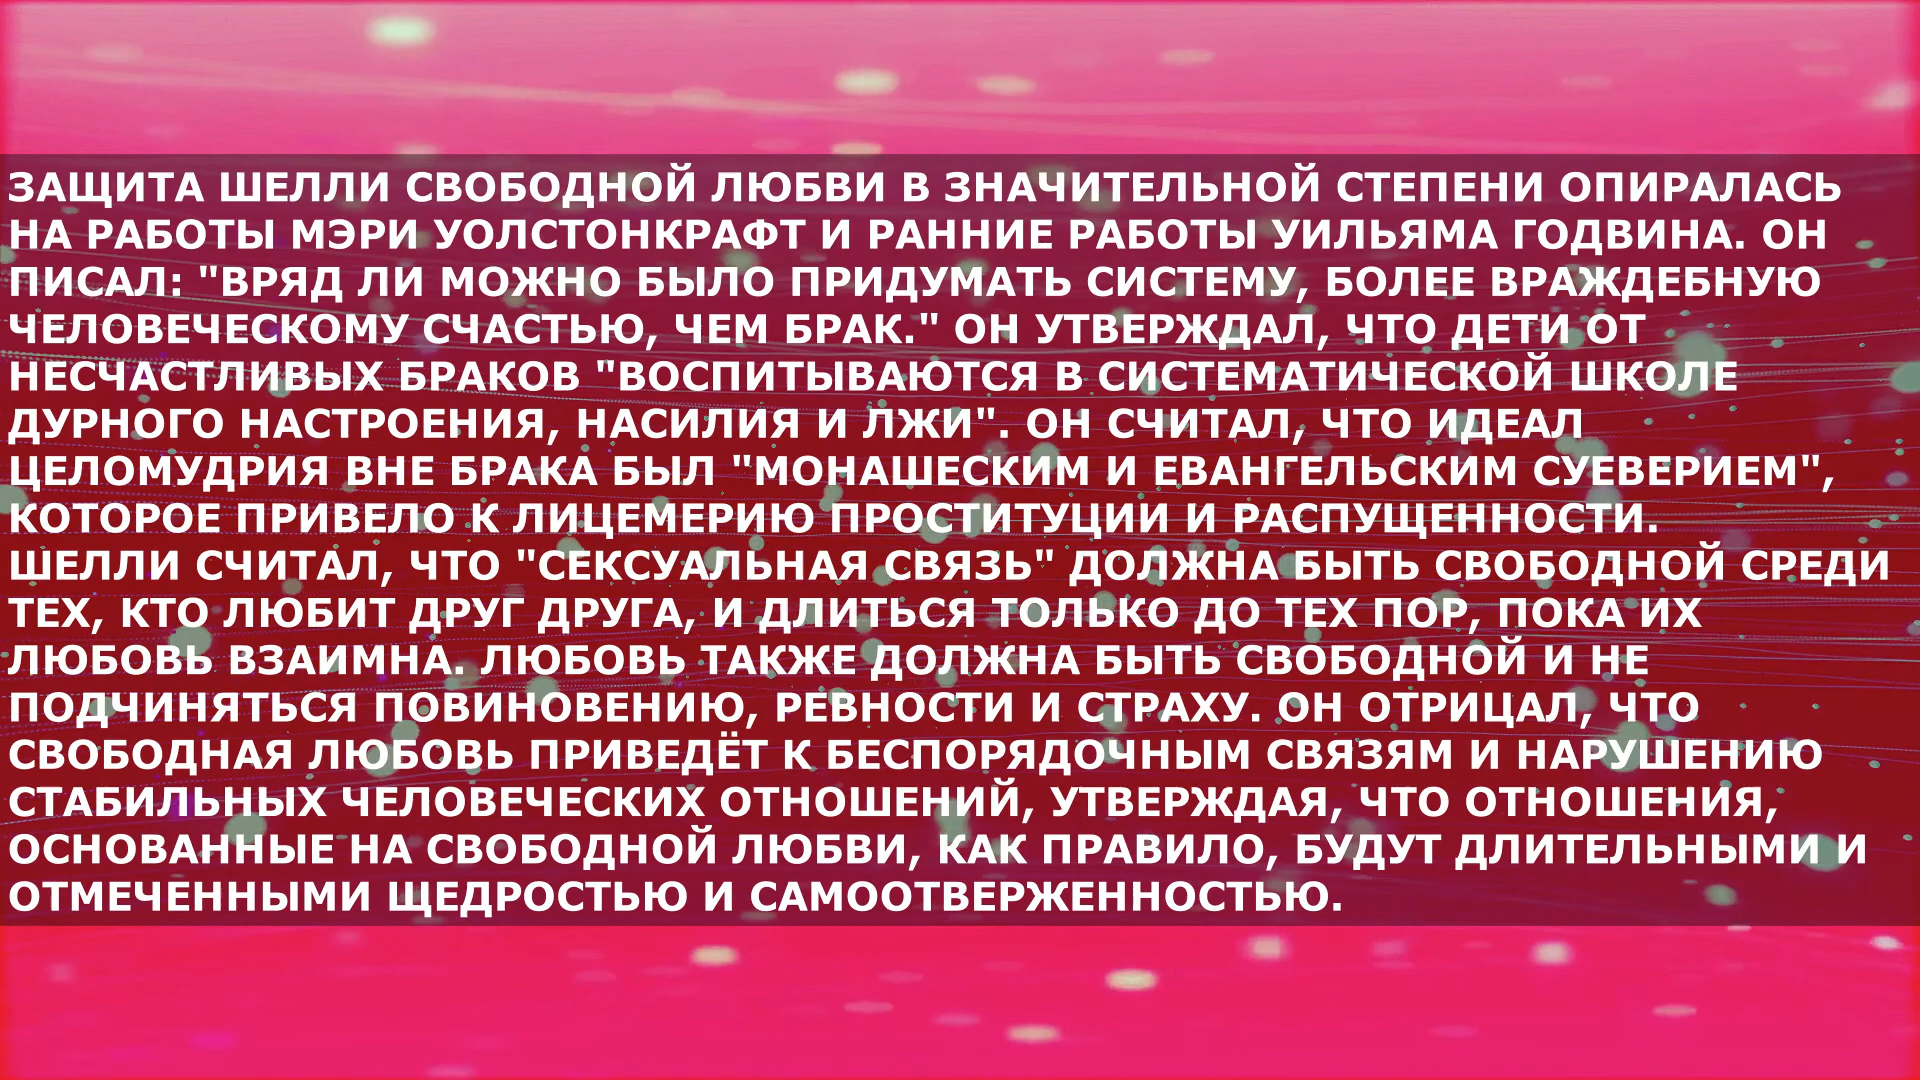 ЗАЩИТА ШЕЛЛИ СВОБОДНОЙ ЛЮБВИ В ЗНАЧИТЕЛЬНОЙ СТЕПЕНИ ОПИРАЛАСЬ
НА РАБОТЫ МЭРИ УОЛСТОНКРАФТ И РАННИЕ РАБОТЫ УИЛЬЯМА ГОДВИНА. ОН
ПИСАЛ: "ВРЯД ЛИ МОЖНО БЫЛО ПРИДУМАТЬ СИСТЕМУ, БОЛЕЕ ВРАЖДЕБНУЮ
ЧЕЛОВЕЧЕСКОМУ СЧАСТЬЮ, ЧЕМ БРАК." ОН УТВЕРЖДАЛ, ЧТО ДЕТИ ОТ
НЕСЧАСТЛИВЫХ БРАКОВ "ВОСПИТЫВАЮТСЯ В СИСТЕМАТИЧЕСКОЙ ШКОЛЕ
ДУРНОГО НАСТРОЕНИЯ, НАСИЛИЯ И ЛЖИ". ОН СЧИТАЛ, ЧТО ИДЕАЛ
ЦЕЛОМУДРИЯ ВНЕ БРАКА БЫЛ "МОНАШЕСКИМ И ЕВАНГЕЛЬСКИМ СУЕВЕРИЕМ",
КОТОРОЕ ПРИВЕЛО К ЛИЦЕМЕРИЮ ПРОСТИТУЦИИ И РАСПУЩЕННОСТИ.
ШЕЛЛИ СЧИТАЛ, ЧТО "СЕКСУАЛЬНАЯ СВЯЗЬ" ДОЛЖНА БЫТЬ СВОБОДНОЙ СРЕДИ
ТЕХ, КТО ЛЮБИТ ДРУГ ДРУГА, И ДЛИТЬСЯ ТОЛЬКО ДО ТЕХ ПОР, ПОКА ИХ
ЛЮБОВЬ ВЗАИМНА. ЛЮБОВЬ ТАКЖЕ ДОЛЖНА БЫТЬ СВОБОДНОЙ И НЕ
ПОДЧИНЯТЬСЯ ПОВИНОВЕНИЮ, РЕВНОСТИ И СТРАХУ. ОН ОТРИЦАЛ, ЧТО
СВОБОДНАЯ ЛЮБОВЬ ПРИВЕДЁТ К БЕСПОРЯДОЧНЫМ СВЯЗЯМ И НАРУШЕНИЮ
СТАБИЛЬНЫХ ЧЕЛОВЕЧЕСКИХ ОТНОШЕНИЙ, УТВЕРЖДАЯ, ЧТО ОТНОШЕНИЯ,
ОСНОВАННЫЕ НА СВОБОДНОЙ ЛЮБВИ, КАК ПРАВИЛО, БУДУТ ДЛИТЕЛЬНЫМИ И
ОТМЕЧЕННЫМИ ЩЕДРОСТЬЮ И САМООТВЕРЖЕННОСТЬЮ.